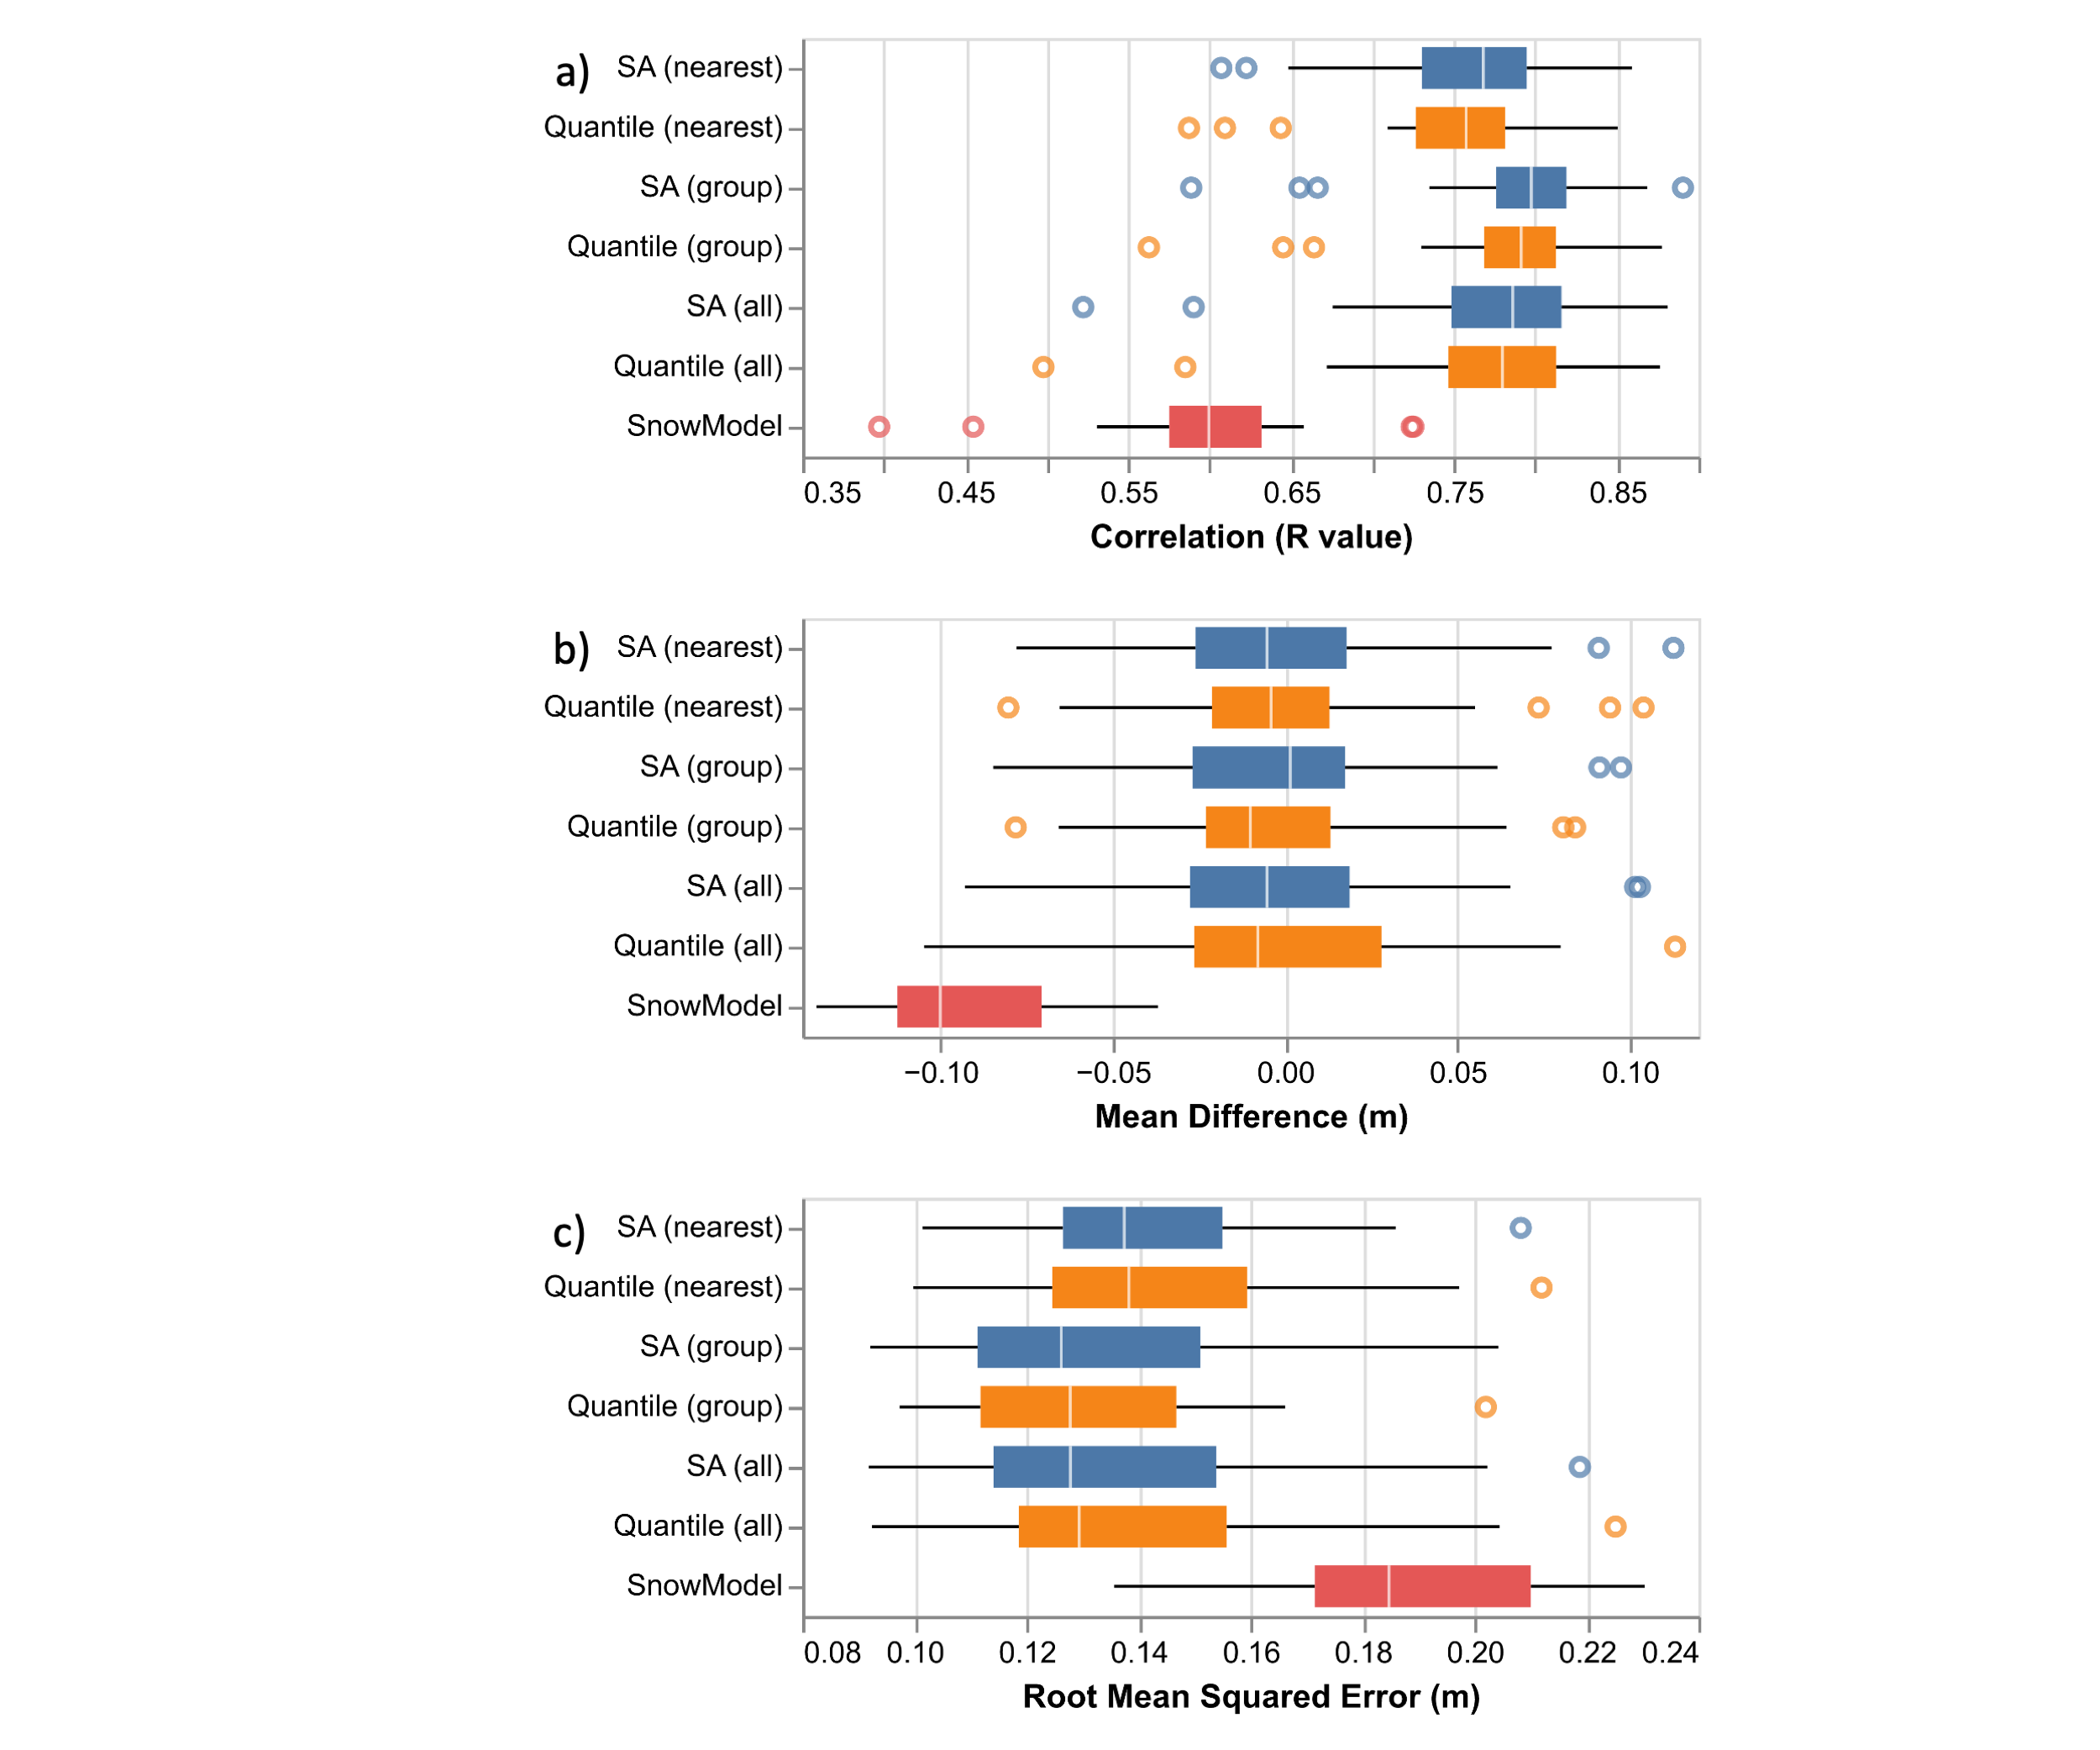 a)
SA (nearest)
Quantile (nearest)
SA (group)
Quantile (group)
SA (all)
Quantile (all)
SnowModel
0.35 0.45 0.55 0.65 0.75 0.85
Correlation (R value)
b)
SA (nearest)
Quantile (nearest)
SA (group)
Quantile (group)
SA (all)
Quantile (all)
SnowModel
−0.10 −0.05 0.00 0.05 0.10
Mean Difference (m)
c)
SA (nearest)
Quantile (nearest)
SA (group)
Quantile (group)
SA (all)
Quantile (all)
SnowModel
0.08 0.10 0.12 0.14 0.16 0.18 0.20 0.22 0.24
Root Mean Squared Error (m)